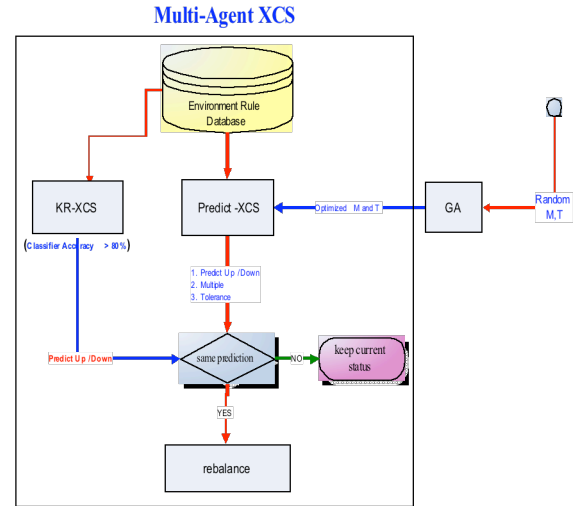 Multi-Agent XCS
Environment Rule
Database
KR-XCS
(Classifier Accuracy > 80%)
Predict -XCS
Optimized M and T
GA
Random
M,T
1. Predict Up /Down
2. Multiple
3. Tolerance
Predict Up /Down
same prediction
NO
keep current
status
YES
rebalance